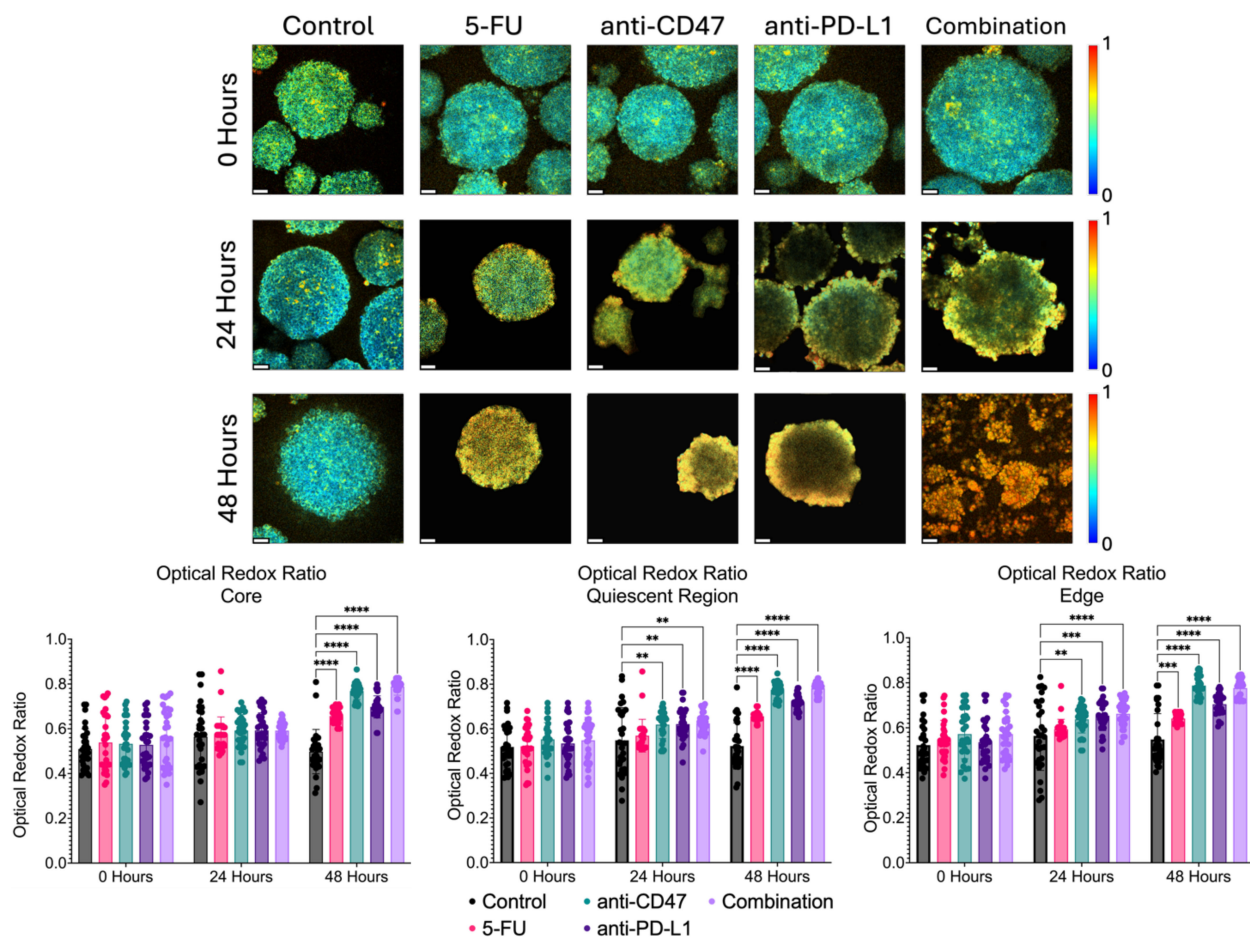 Control 5-FU anti-CD47 anti-PD-L1 Combination
0 Hours
1
0
24 Hours
1
0
48 Hours
1
0
Optical Redox Ratio
Core
Optical Redox Ratio
1.0
0.8
0.6
0.4
0.2
0.0
**** **** **** ****
0 Hours 24 Hours 48 Hours
Optical Redox Ratio
Quiescent Region
Optical Redox Ratio
1.0
0.8
0.6
0.4
0.2
0.0
** ** **
**** **** **** ****
0 Hours 24 Hours 48 Hours
Optical Redox Ratio
Edge
Optical Redox Ratio
1.0
0.8
0.6
0.4
0.2
0.0
**** *** **
**** **** **** ***
0 Hours 24 Hours 48 Hours
Control anti-CD47 Combination
5-FU anti-PD-L1